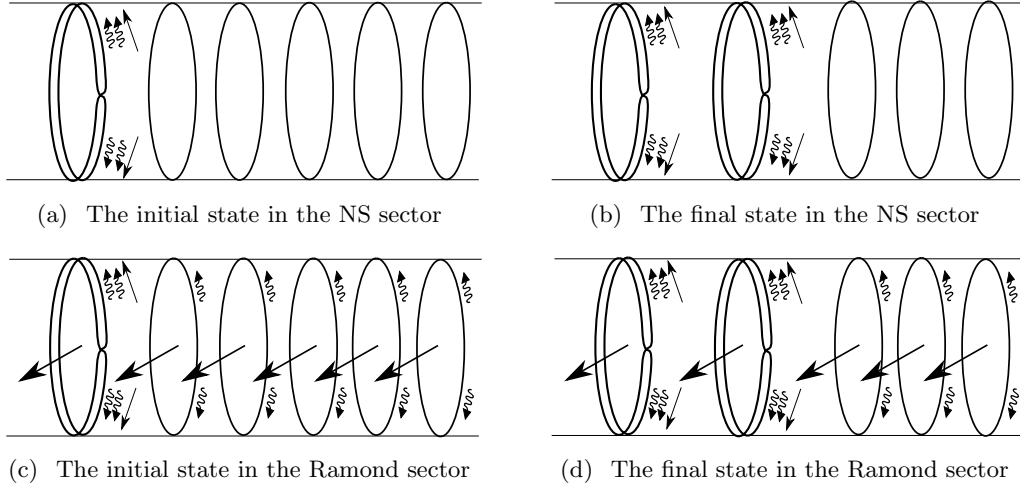 (a) The initial state in the NS sector
(b) The final state in the NS sector
(c) The initial state in the Ramond sector
(d) The final state in the Ramond sector